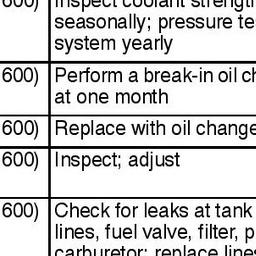 600) Inspect coolant strength
seasonally; pressure te
system yearly
600) Perform a break-in oil ch
at one month
600) Replace with oil change
600) Inspect; adjust
600) Check for leaks at tank
lines, fuel valve, filter, p
carburetor; replace lines